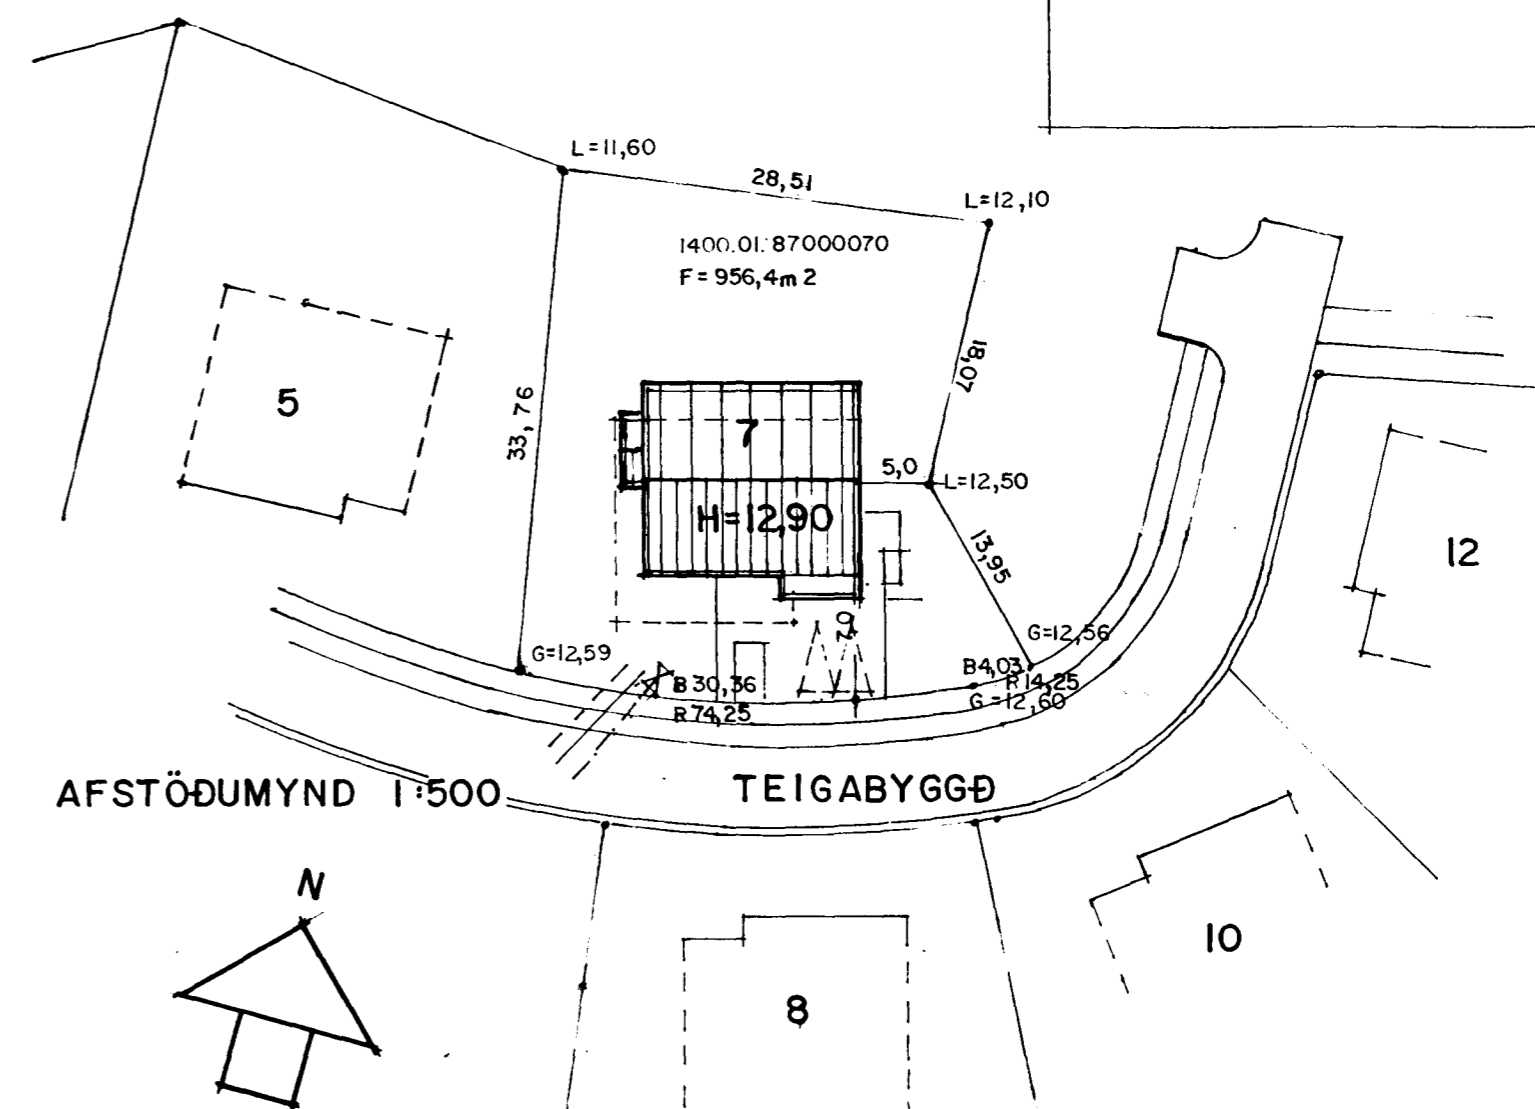 L=11,60
28,51
L=12,10
1400.01.87000070
F=956,4m2
18,07
5
33,76
7
5,0
L=12,50
H=12,90
13,95
12
G=12,59
G=12,56
B4,03
B30,36
R14,25
G=12,60
R74,25
AFSTÖÐUMYND 1:500
TEIGABYGGÐ
N
10
8